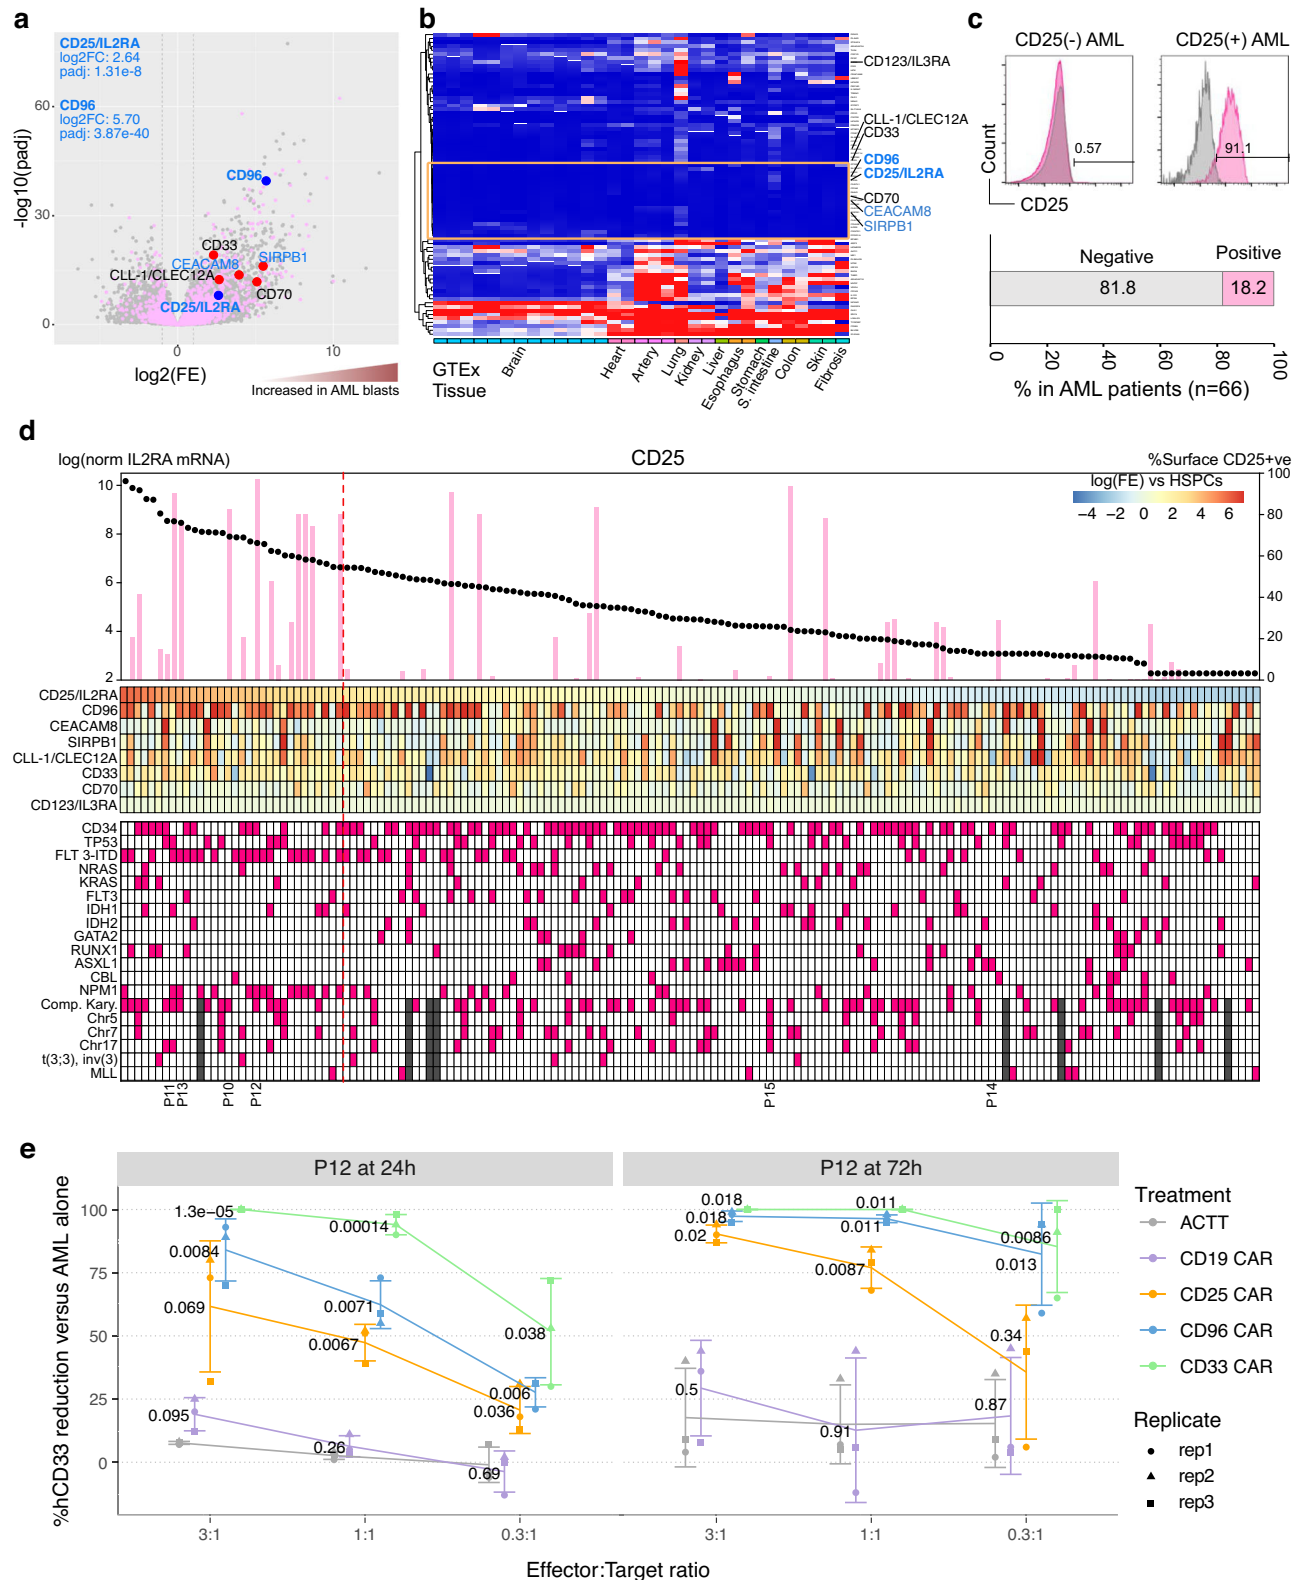 a
CD25/IL2RA
log2FC: 2.64
padj: 1.31e-8
CD96
log2FC: 5.70
padj: 3.87e-40
-log10(padj)
60
30
0
CD96
CD33
CEACAM8
SIRPB1
CLL-1/CLEC12A
CD70
CD25/IL2RA
0
10
log2(FE)
Increased in AML blasts
b
CD123/IL3RA
CLL-1/CLEC12A
CD33
CD96
CD25/IL2RA
CD70
CEACAM8
SIRPB1
GTEx
Tissue
Brain
Heart
Artery
Lung
Kidney
Liver
Esophagus
Stomach
S. intestine
Colon
Skin
Fibrosis
c
CD25(-) AML
CD25(+) AML
Count
0.57
91.1
CD25
Negative
Positive
81.8
18.2
0
20
40
60
80
100
% in AML patients (n=66)
d
log(norm IL2RA mRNA)
CD25
%Surface CD25+ve
10
8
6
4
2
100
80
60
40
20
0
log(FE) vs HSPCs
−4 −2 0 2 4 6
CD25/IL2RA
CD96
CEACAM8
SIRPB1
CLL-1/CLEC12A
CD33
CD70
CD123/IL3RA
CD34
TP53
FLT 3-ITD
NRAS
KRAS
FLT3
IDH1
IDH2
GATA2
RUNX1
ASXL1
CBL
NPM1
Comp. Kary.
Chr5
Chr7
Chr17
t(3;3), inv(3)
MLL
P11
P13
P10
P12
P15
P14
e
P12 at 24h
P12 at 72h
%hCD33 reduction versus AML alone
100
75
50
25
0
1.3e−05
0.0084
0.069
0.095
0.00014
0.0071
0.0067
0.26
0.038
0.006
0.036
0.69
0.018
0.018
0.02
0.5
0.011
0.011
0.0087
0.91
0.0086
0.013
0.34
0.87
3:1
1:1
0.3:1
3:1
1:1
0.3:1
Effector:Target ratio
Treatment
ACTT
CD19 CAR
CD25 CAR
CD96 CAR
CD33 CAR
Replicate
rep1
rep2
rep3